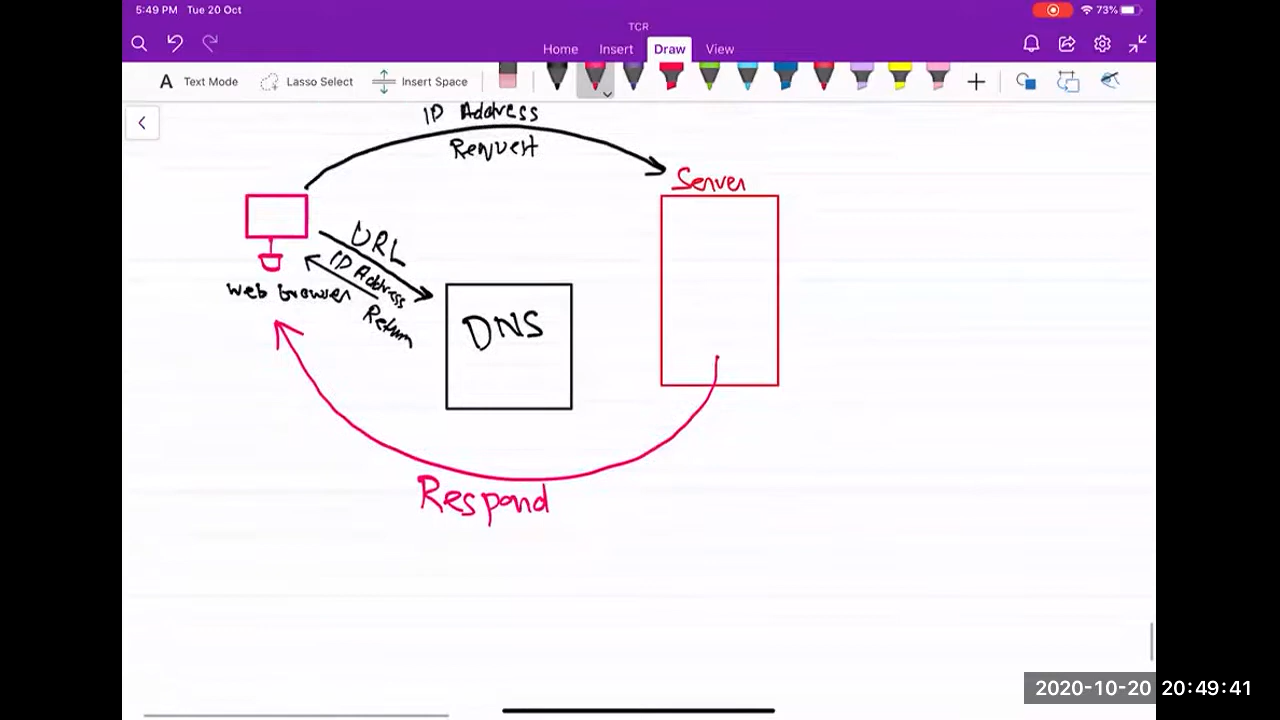 5:49 PM Tue 20 Oct
73%
TCR
Home Insert Draw View
A Text Mode Lasso Select Insert Space
IP Address
Request
Server
URL
IP Address
Return
Web browser
DNS
Respond
2020-10-20 20:49:41